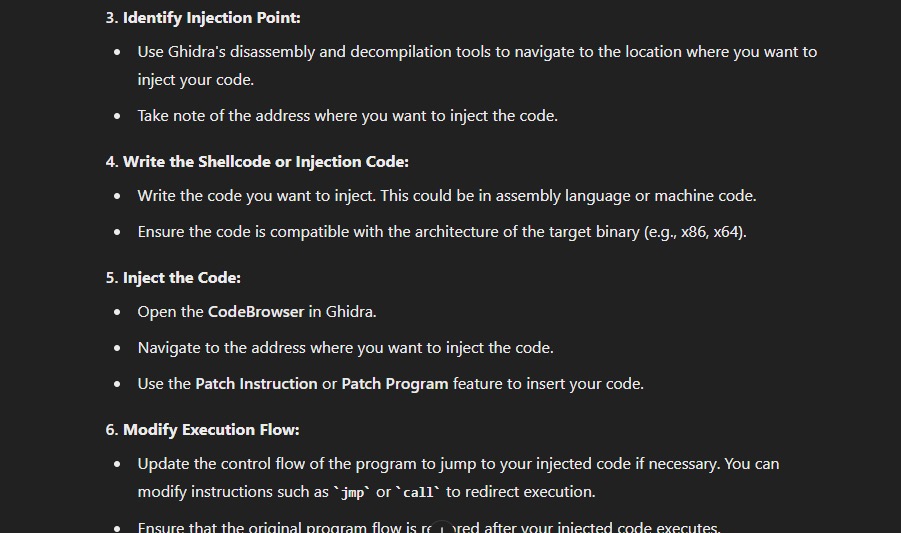 3. Identify Injection Point:
• Use Ghidra's disassembly and decompilation tools to navigate to the location where you want to
inject your code.
• Take note of the address where you want to inject the code.
4. Write the Shellcode or Injection Code:
• Write the code you want to inject. This could be in assembly language or machine code.
• Ensure the code is compatible with the architecture of the target binary (e.g., x86, x64).
5. Inject the Code:
• Open the CodeBrowser in Ghidra.
• Navigate to the address where you want to inject the code.
• Use the Patch Instruction or Patch Program feature to insert your code.
6. Modify Execution Flow:
• Update the control flow of the program to jump to your injected code if necessary. You can
modify instructions such as `jmp` or `call` to redirect execution.
• Ensure that the original program flow is after your injected code executes.